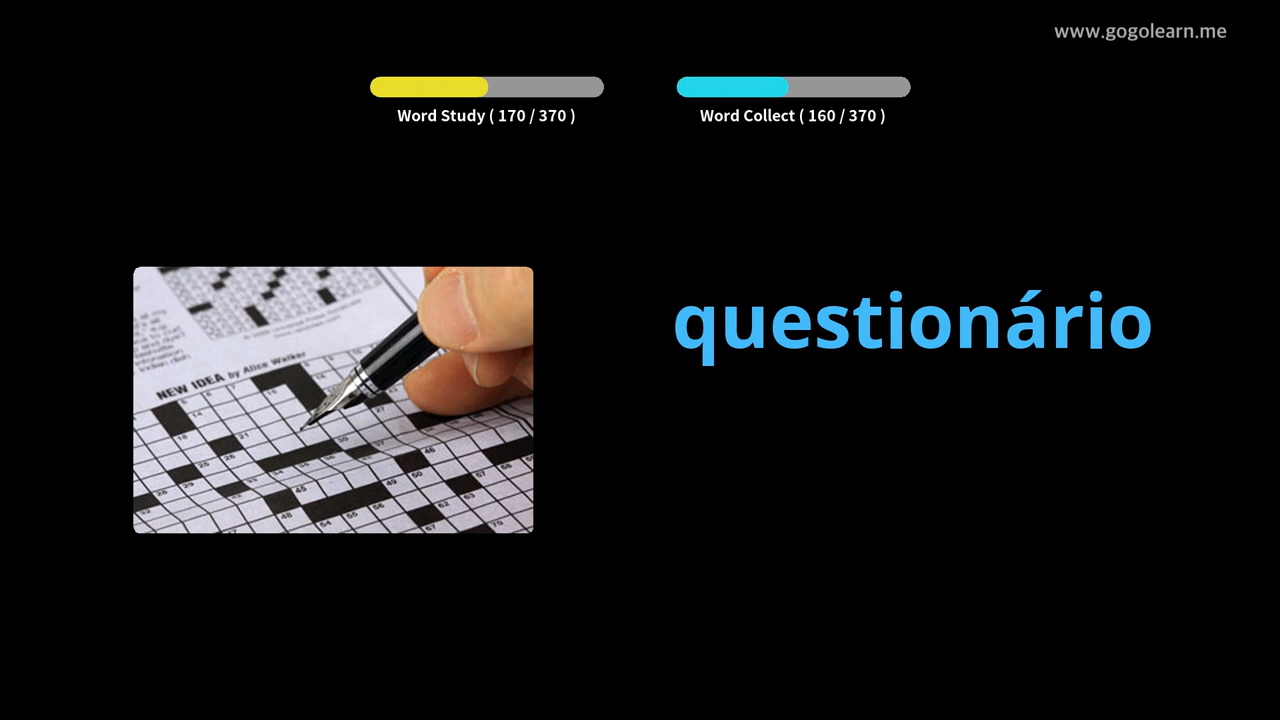 www.gogolearn.me
Word Study ( 170 / 370 )
Word Collect ( 160 / 370 )
questionário
NEW IDEA by Alice Walker